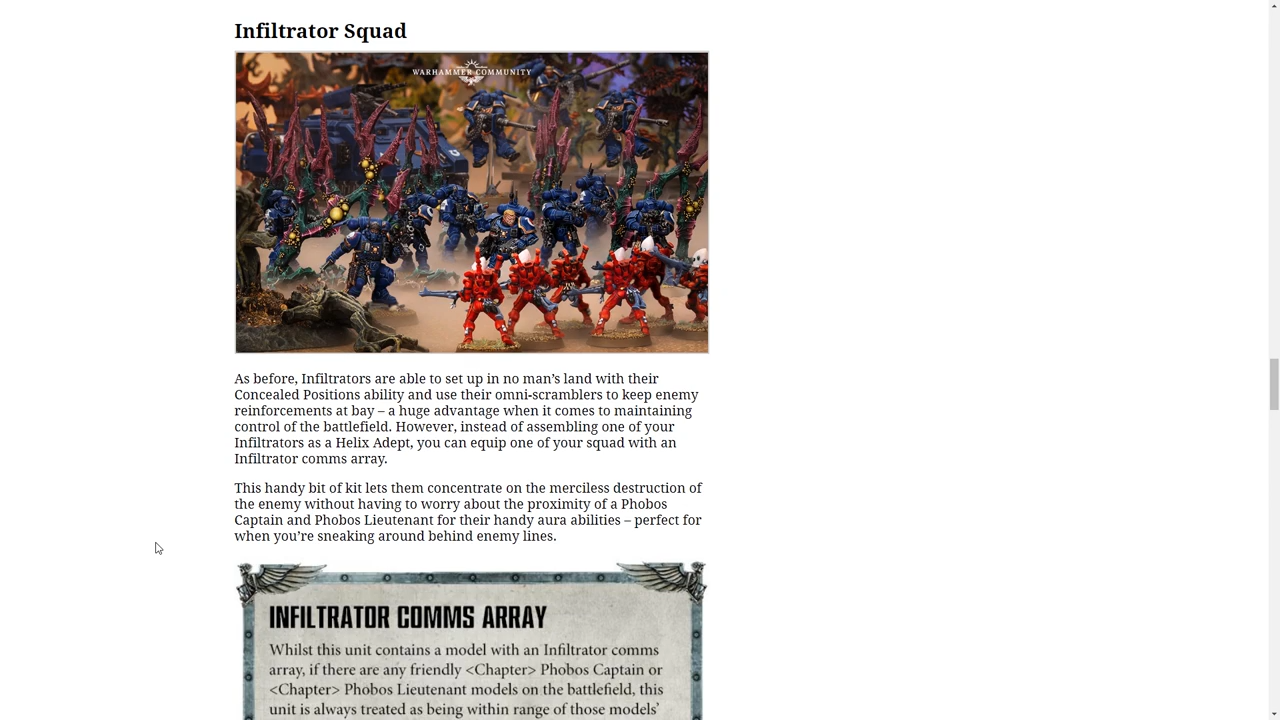 Infiltrator Squad
WARHAMMER COMMUNITY
As before, Infiltrators are able to set up in no man’s land with their
Concealed Positions ability and use their omni-scramblers to keep enemy
reinforcements at bay – a huge advantage when it comes to maintaining
control of the battlefield. However, instead of assembling one of your
Infiltrators as a Helix Adept, you can equip one of your squad with an
Infiltrator comms array.
This handy bit of kit lets them concentrate on the merciless destruction of
the enemy without having to worry about the proximity of a Phobos
Captain and Phobos Lieutenant for their handy aura abilities – perfect for
when you’re sneaking around behind enemy lines.
INFILTRATOR COMMS ARRAY
Whilst this unit contains a model with an Infiltrator comms
array, if there are any friendly <Chapter> Phobos Captain or
<Chapter> Phobos Lieutenant models on the battlefield, this
unit is always treated as being within range of those models’